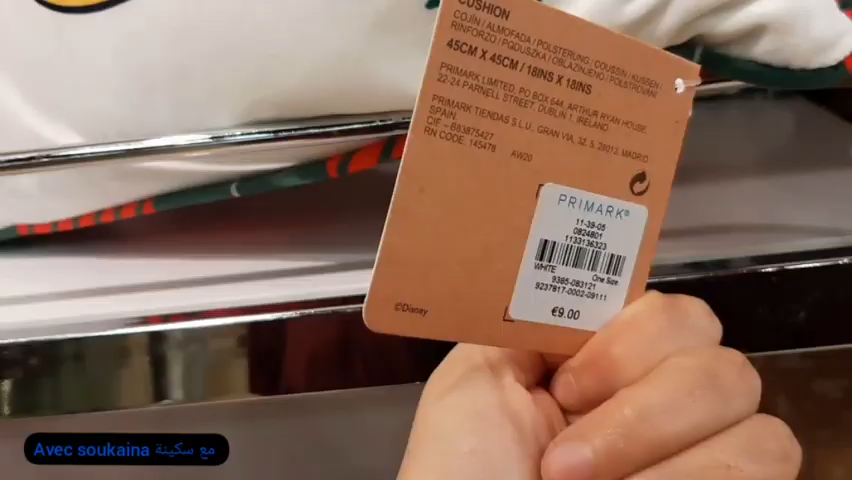 CUSHION
COJÍN / ALMOFADA / POLSTERUNG / COUSSIN / KUSSEN /
RINFORZO / PODUSZKA / OBLAZINJENO / POLSTROVÁNÍ
45CM X 45CM / 18INS X 18INS
PRIMARK LIMITED, PO BOX 644, ARTHUR RYAN HOUSE,
22-24 PARNELL STREET, DUBLIN 1, IRELAND
PRIMARK TIENDAS S.L.U., GRAN VIA, 32, 5, 28013, MADRID
SPAIN.
CIF – B83875427
RN CODE: 145478 AW20
PRIMARK®
11-39-05
0824801
1133136323
WHITE One Size
9385-083121
9237817-0002-09111
€9.00
©Disney
Avec soukaina مع سكينة